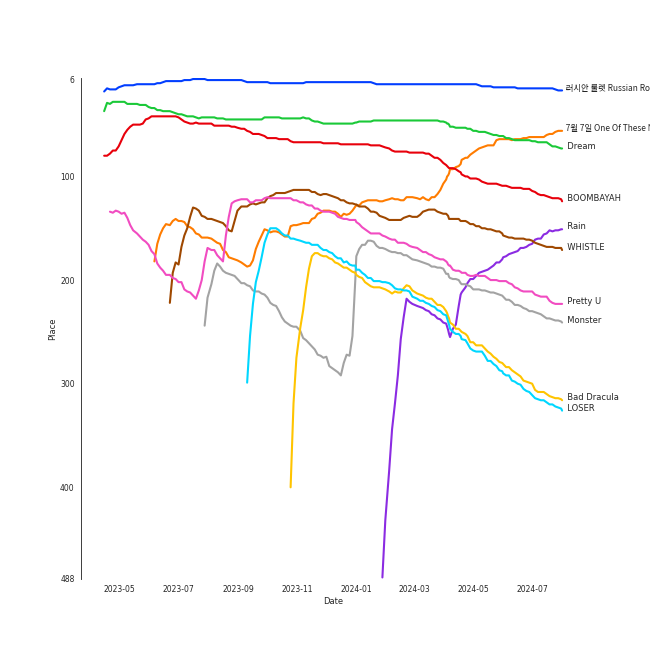 6
러시안 룰렛 Russian Ro
7월 7일 One Of These
Dream
100
BOOMBAYAH
200
Rain
WHISTLE
Pretty U
Monster
Place
300
Bad Dracula
LOSER
400
488
2023-05 2023-07 2023-09 2023-11 2024-01 2024-03 2024-05 2024-07
Date